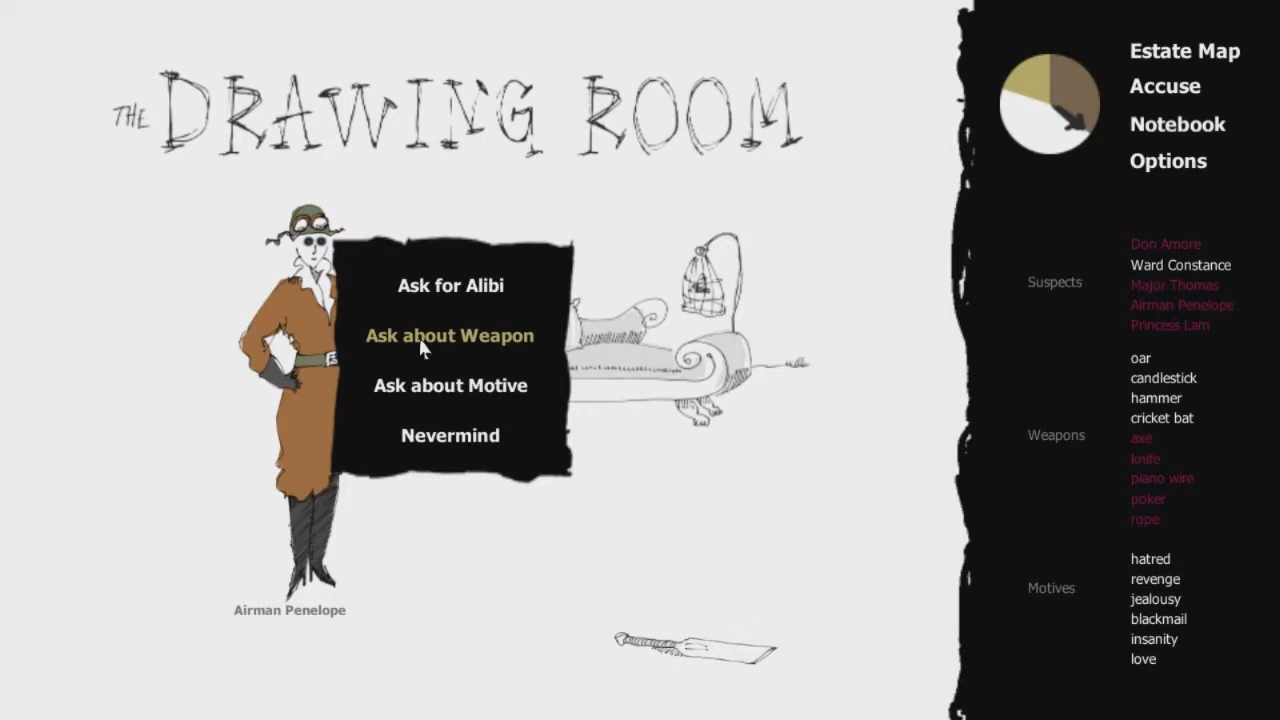 THE DRAWING ROOM
Ask for Alibi
Ask about Weapon
Ask about Motive
Nevermind
Airman Penelope
Estate Map
Accuse
Notebook
Options
Suspects
Don Amore
Ward Constance
Major Thomas
Airman Penelope
Princess Lam
Weapons
oar
candlestick
hammer
cricket bat
axe
knife
piano wire
poker
rope
Motives
hatred
revenge
jealousy
blackmail
insanity
love